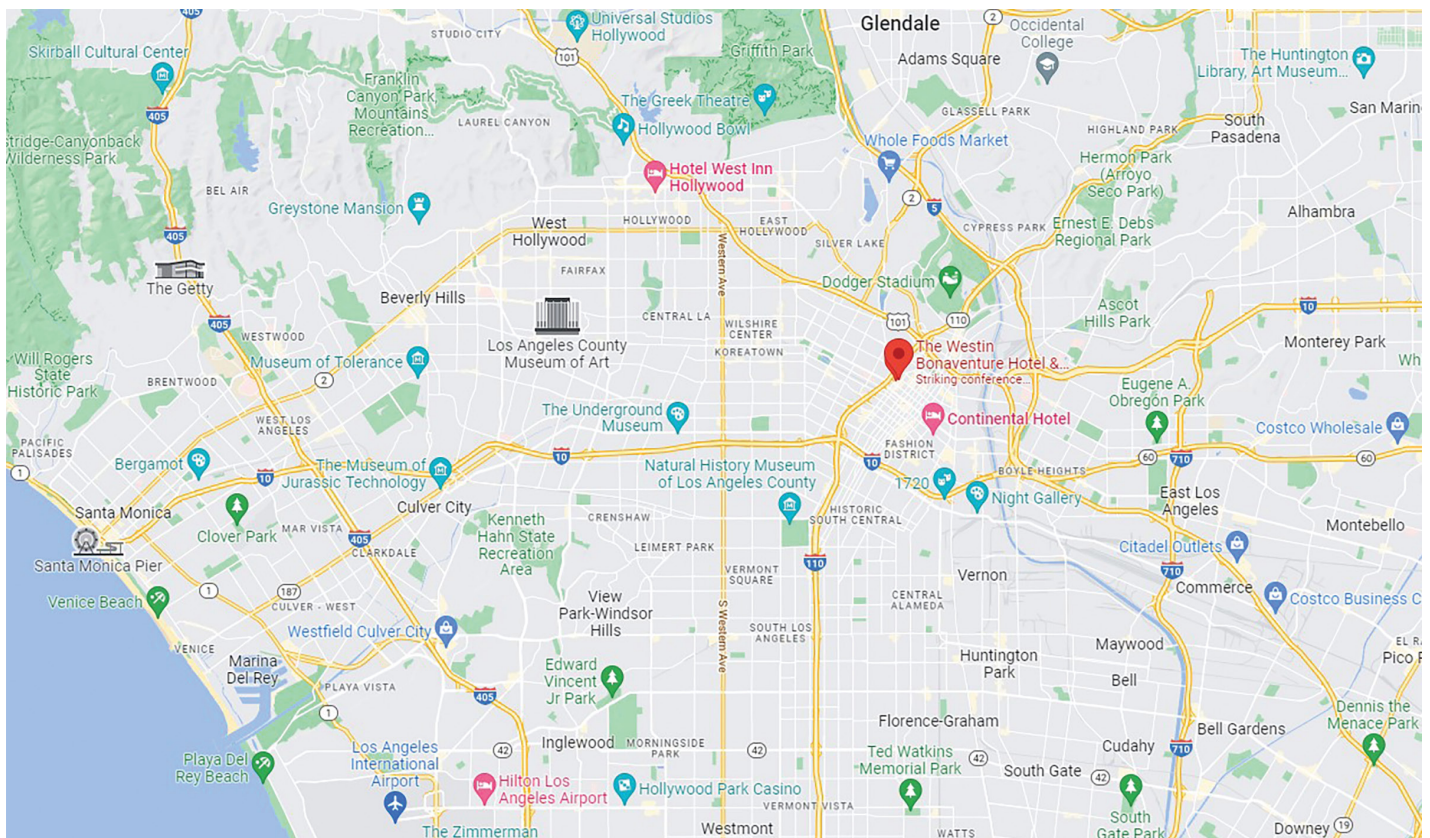 405
Universal Studios
Hollywood
STUDIO CITY
101
Glendale
2
Occidental
College
Adams Square
The Huntington
Library, Art Museum...
Skirball Cultural Center
Griffith Park
Franklin
Canyon Park,
Mountains
Recreation...
LAUREL CANYON
The Greek Theatre
Hollywood Bowl
GLASSELL PARK
HIGHLAND PARK
South
Pasadena
San Marin
405
stridge-Canyonback
Wilderness Park
Whole Foods Market
Hermon Park
(Arroyo
Seco Park)
Hotel West Inn
Hollywood
BEL AIR
Greystone Mansion
2
5
Alhambra
West
Hollywood
HOLLYWOOD
EAST
HOLLYWOOD
SILVER LAKE
CYPRESS PARK
Ernest E. Debs
Regional Park
405
Western Ave
The Getty
FAIRFAX
Beverly Hills
Dodger Stadium
Ascot
Hills Park
10
405
CENTRAL LA
WILSHIRE
CENTER
KOREATOWN
101
110
WESTWOOD
Los Angeles County
Museum of Art
The Westin
Bonaventure Hotel &...
Striking conference...
Monterey Park
Wh
Will Rogers
State
Historic Park
Museum of Tolerance
BRENTWOOD
2
Eugene A.
Obregon Park
WEST LOS
ANGELES
The Underground
Museum
Continental Hotel
Costco Wholesale
PACIFIC
PALISADES
1
Bergamot
10
The Museum of
Jurassic Technology
10
Natural History Museum
of Los Angeles County
FASHION
DISTRICT
10
BOYLE HEIGHTS
60
710
60
1720
Night Gallery
East Los
Angeles
Santa Monica
Clover Park
MAR VISTA
Culver City
405
CLARKDALE
Kenneth
Hahn State
Recreation
Area
CRENSHAW
LEIMERT PARK
HISTORIC
SOUTH CENTRAL
Montebello
Santa Monica Pier
VERMONT
SQUARE
110
Vernon
Citadel Outlets
710
Commerce
Venice Beach
1
187
CULVER - WEST
View
Park-Windsor
Hills
CENTRAL
ALAMEDA
Costco Business C
Westfield Culver City
S Western Ave
SOUTH LOS
ANGELES
Maywood
EL RA
Pico R
VENICE
Marina
Del Rey
Huntington
Park
Bell
PLAYA VISTA
405
Edward
Vincent
Jr Park
1
Dennis the
Menace Park
Florence-Graham
Bell Gardens
Playa Del
Rey Beach
Los Angeles
International
Airport
42
Inglewood
MORNINGSIDE
PARK
42
Ted Watkins
Memorial Park
42
Cudahy
710
South Gate
42
Hilton Los
Angeles Airport
Hollywood Park Casino
VERMONT VISTA
The Zimmerman
Westmont
WATTS
South
Gate Park
Downey
19